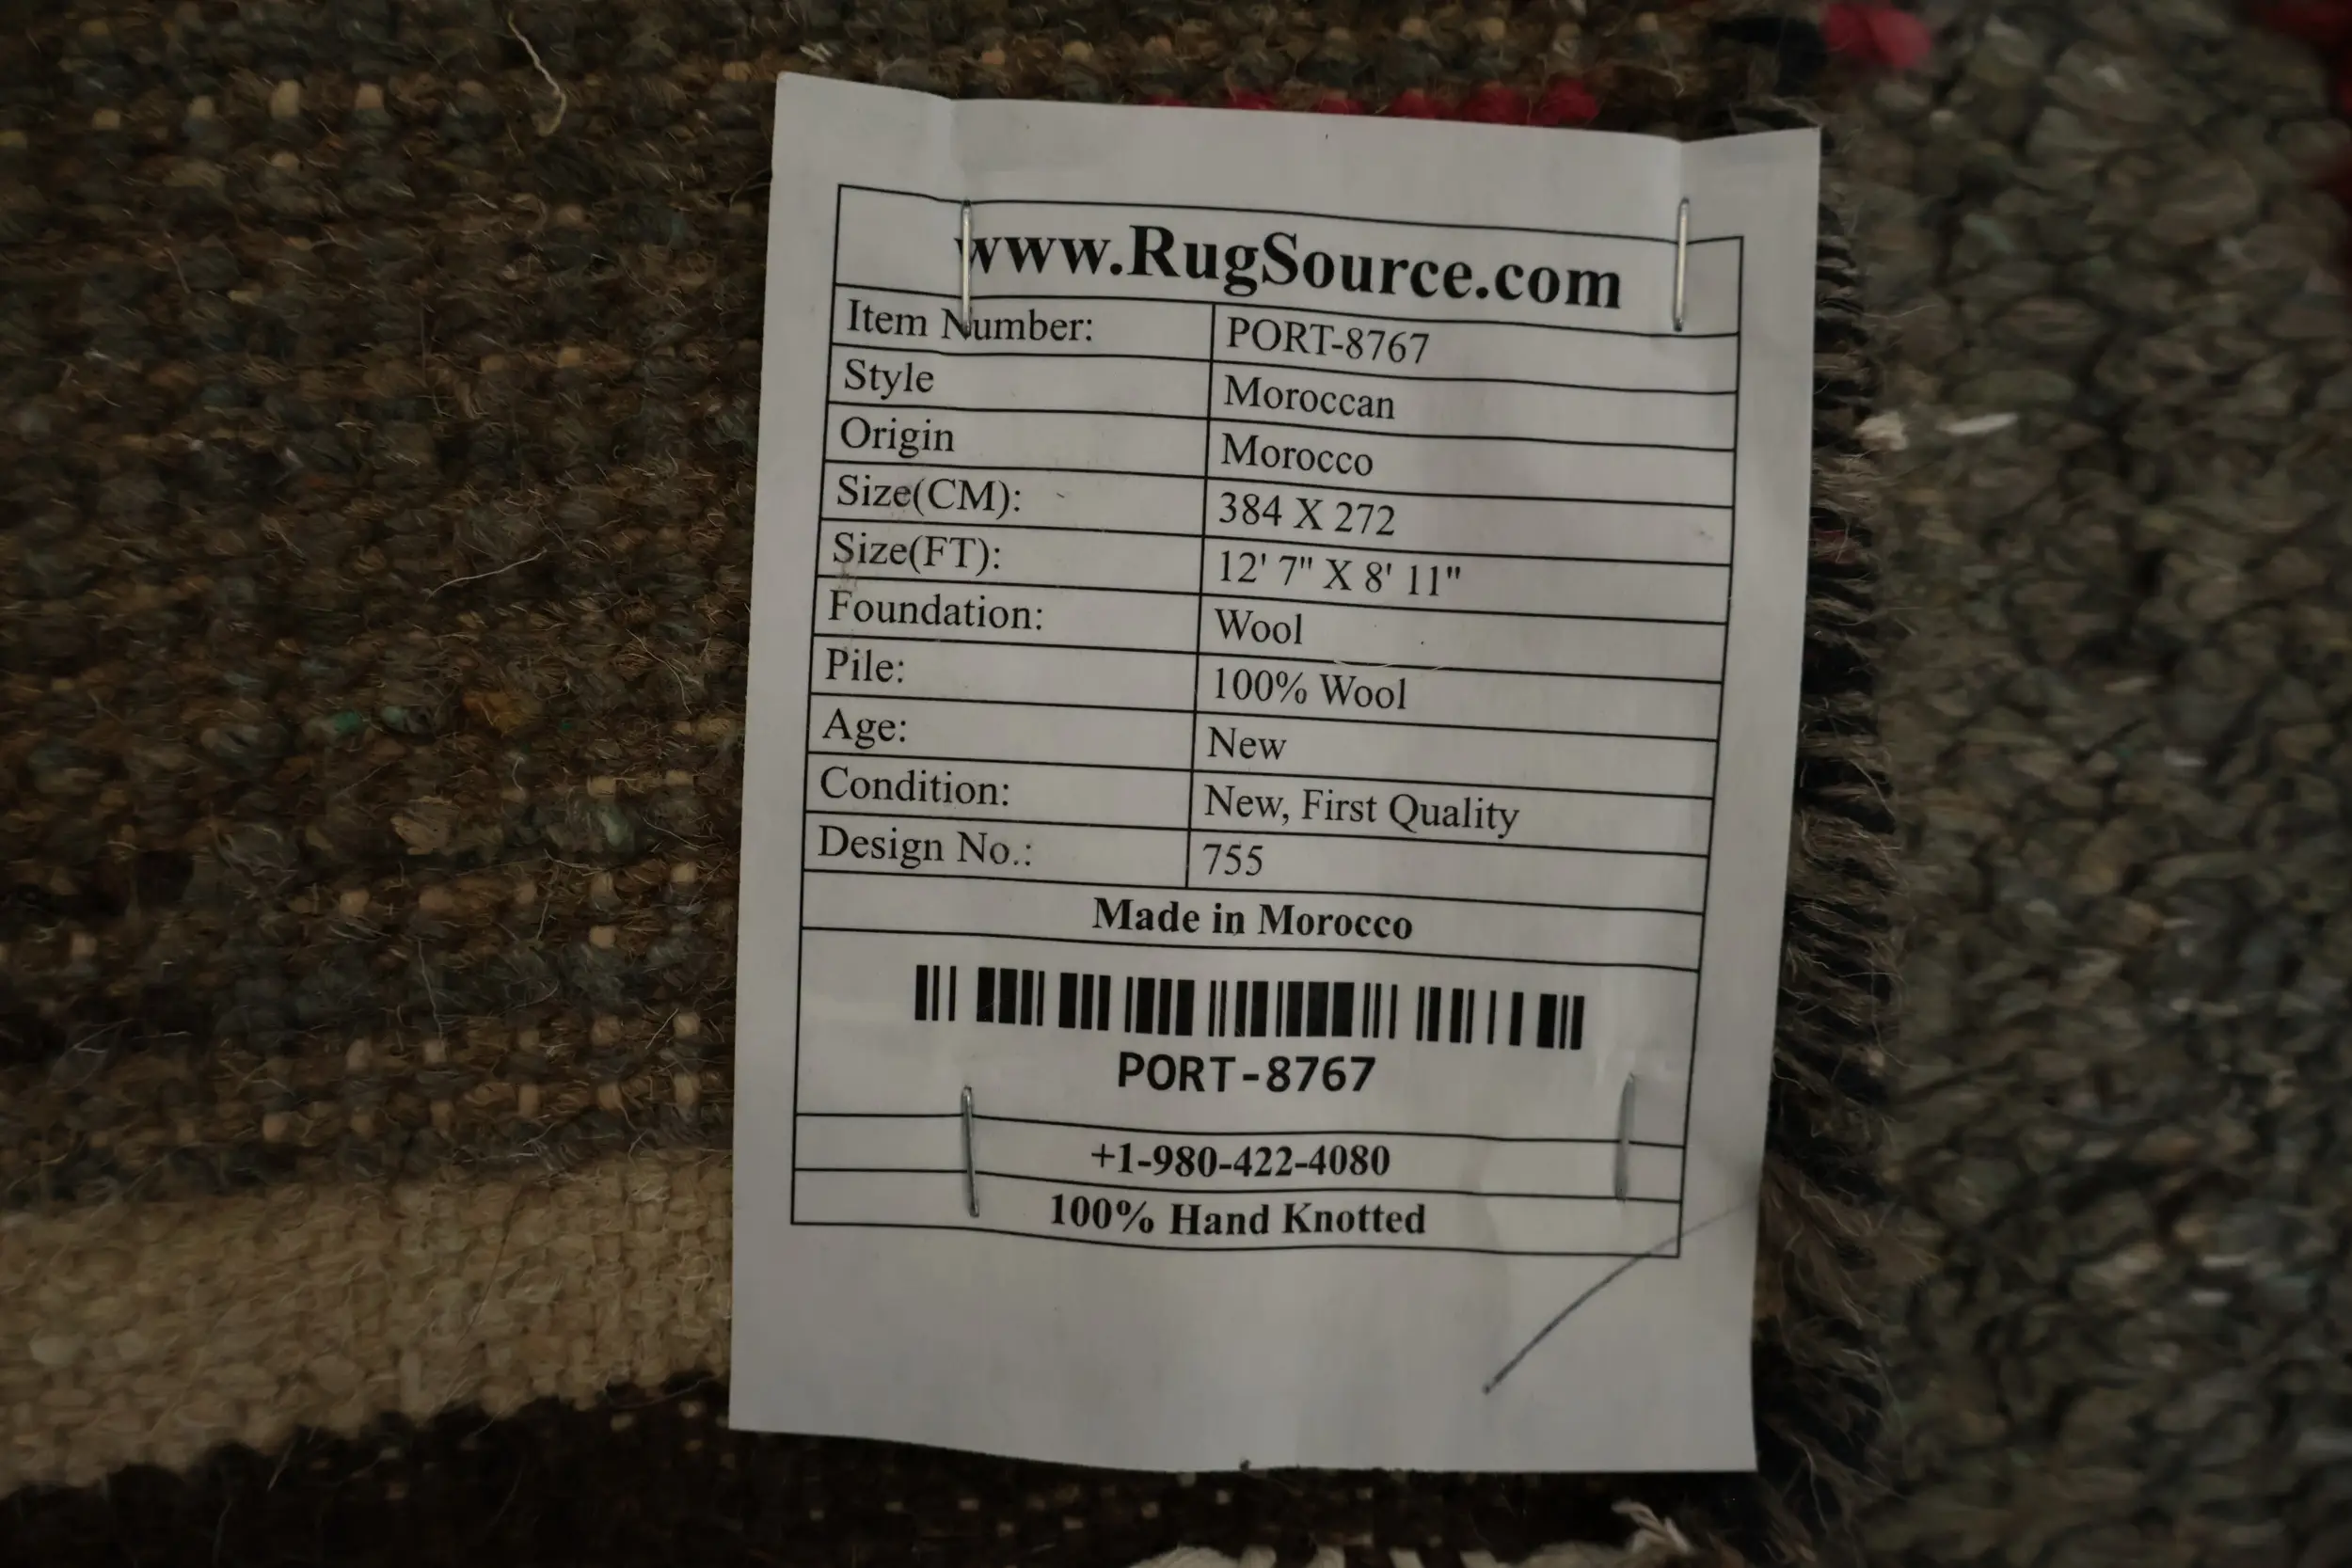 www.RugSource.com
Item Number: PORT-8767
Style Moroccan
Origin Morocco
Size(CM): 384 X 272
Size(FT): 12' 7" X 8' 11"
Foundation: Wool
Pile: 100% Wool
Age: New
Condition: New, First Quality
Design No.: 755
Made in Morocco
PORT-8767
+1-980-422-4080
100% Hand Knotted